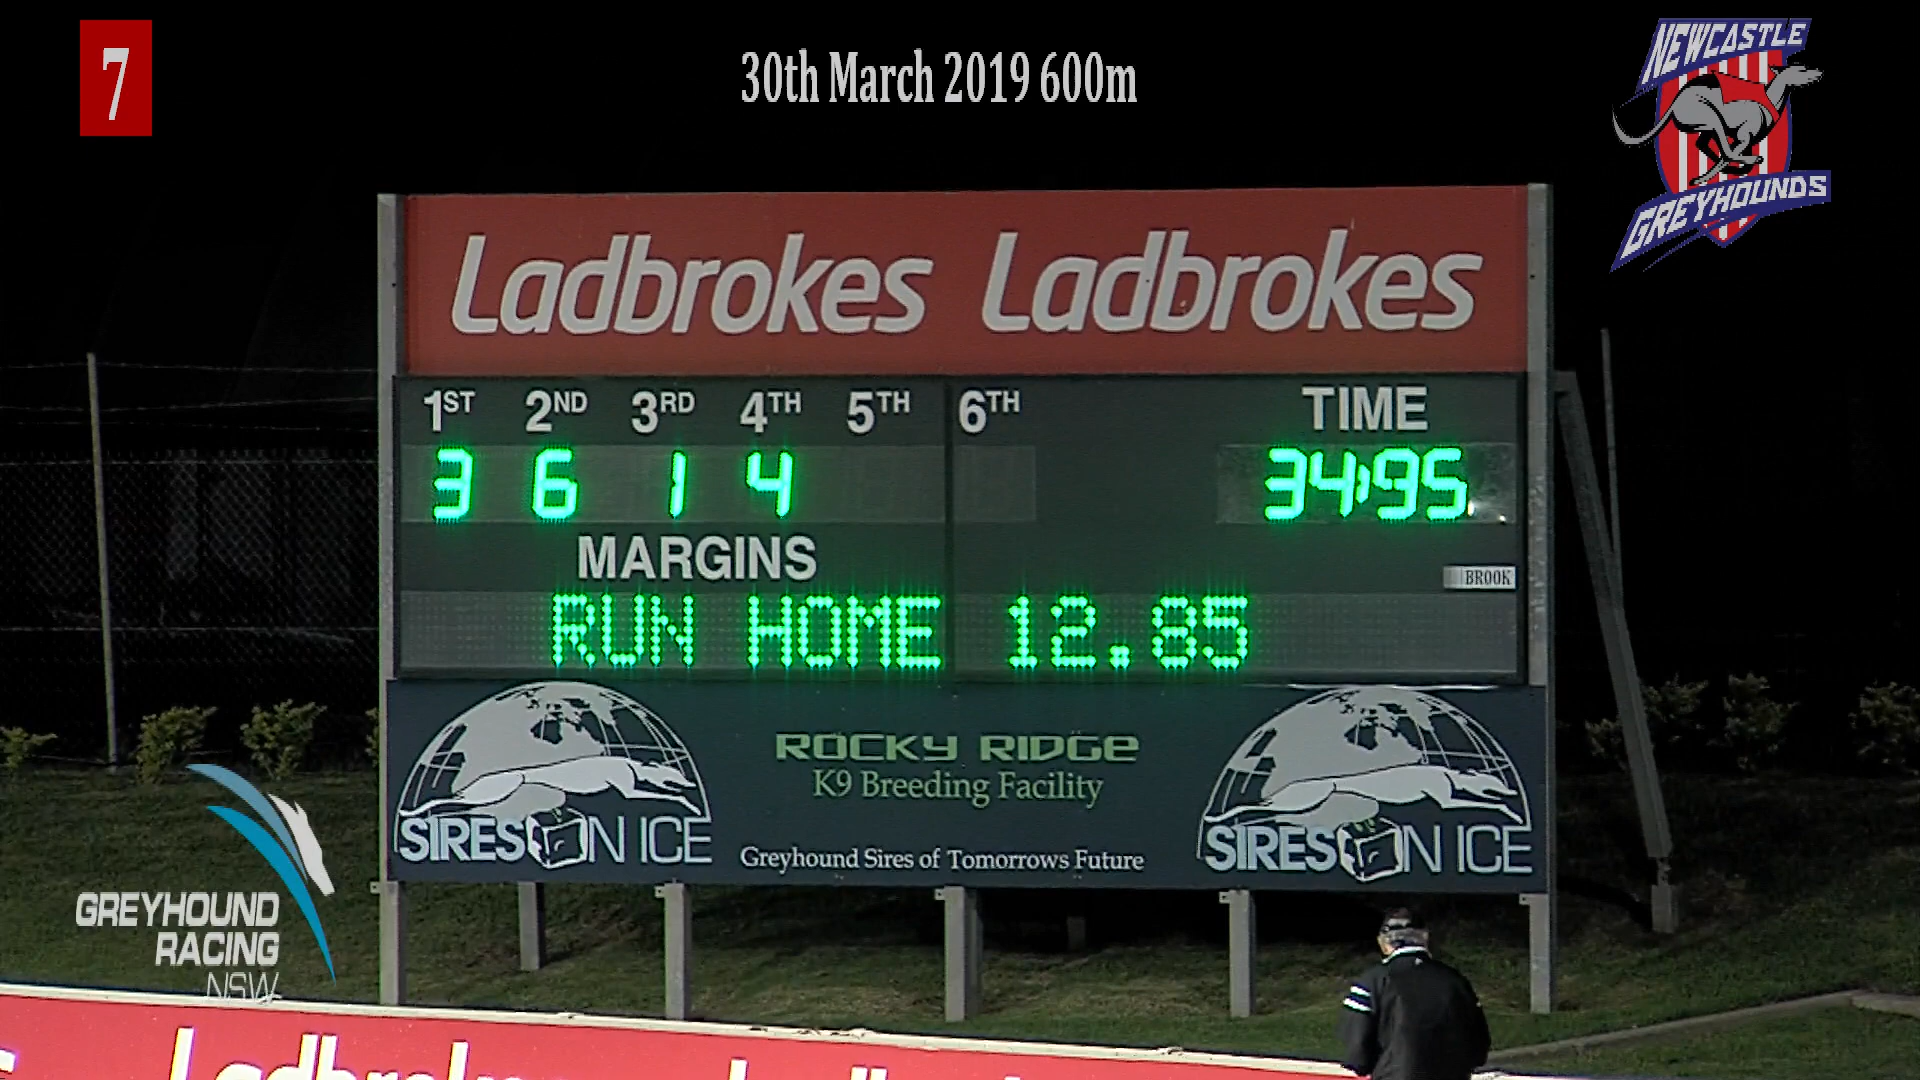 7
30th March 2019 600m
NEWCASTLE
GREYHOUNDS
Ladbrokes Ladbrokes
1ST 2ND 3RD 4TH 5TH 6TH TIME
3 6 1 4 34:95
MARGINS
BROOK
RUN HOME 12.85
ROCKY RIDGE
K9 Breeding Facility
SIRES ON ICE
SIRES ON ICE
Greyhound Sires of Tomorrows Future
GREYHOUND
RACING
NSW
Ladbrokes